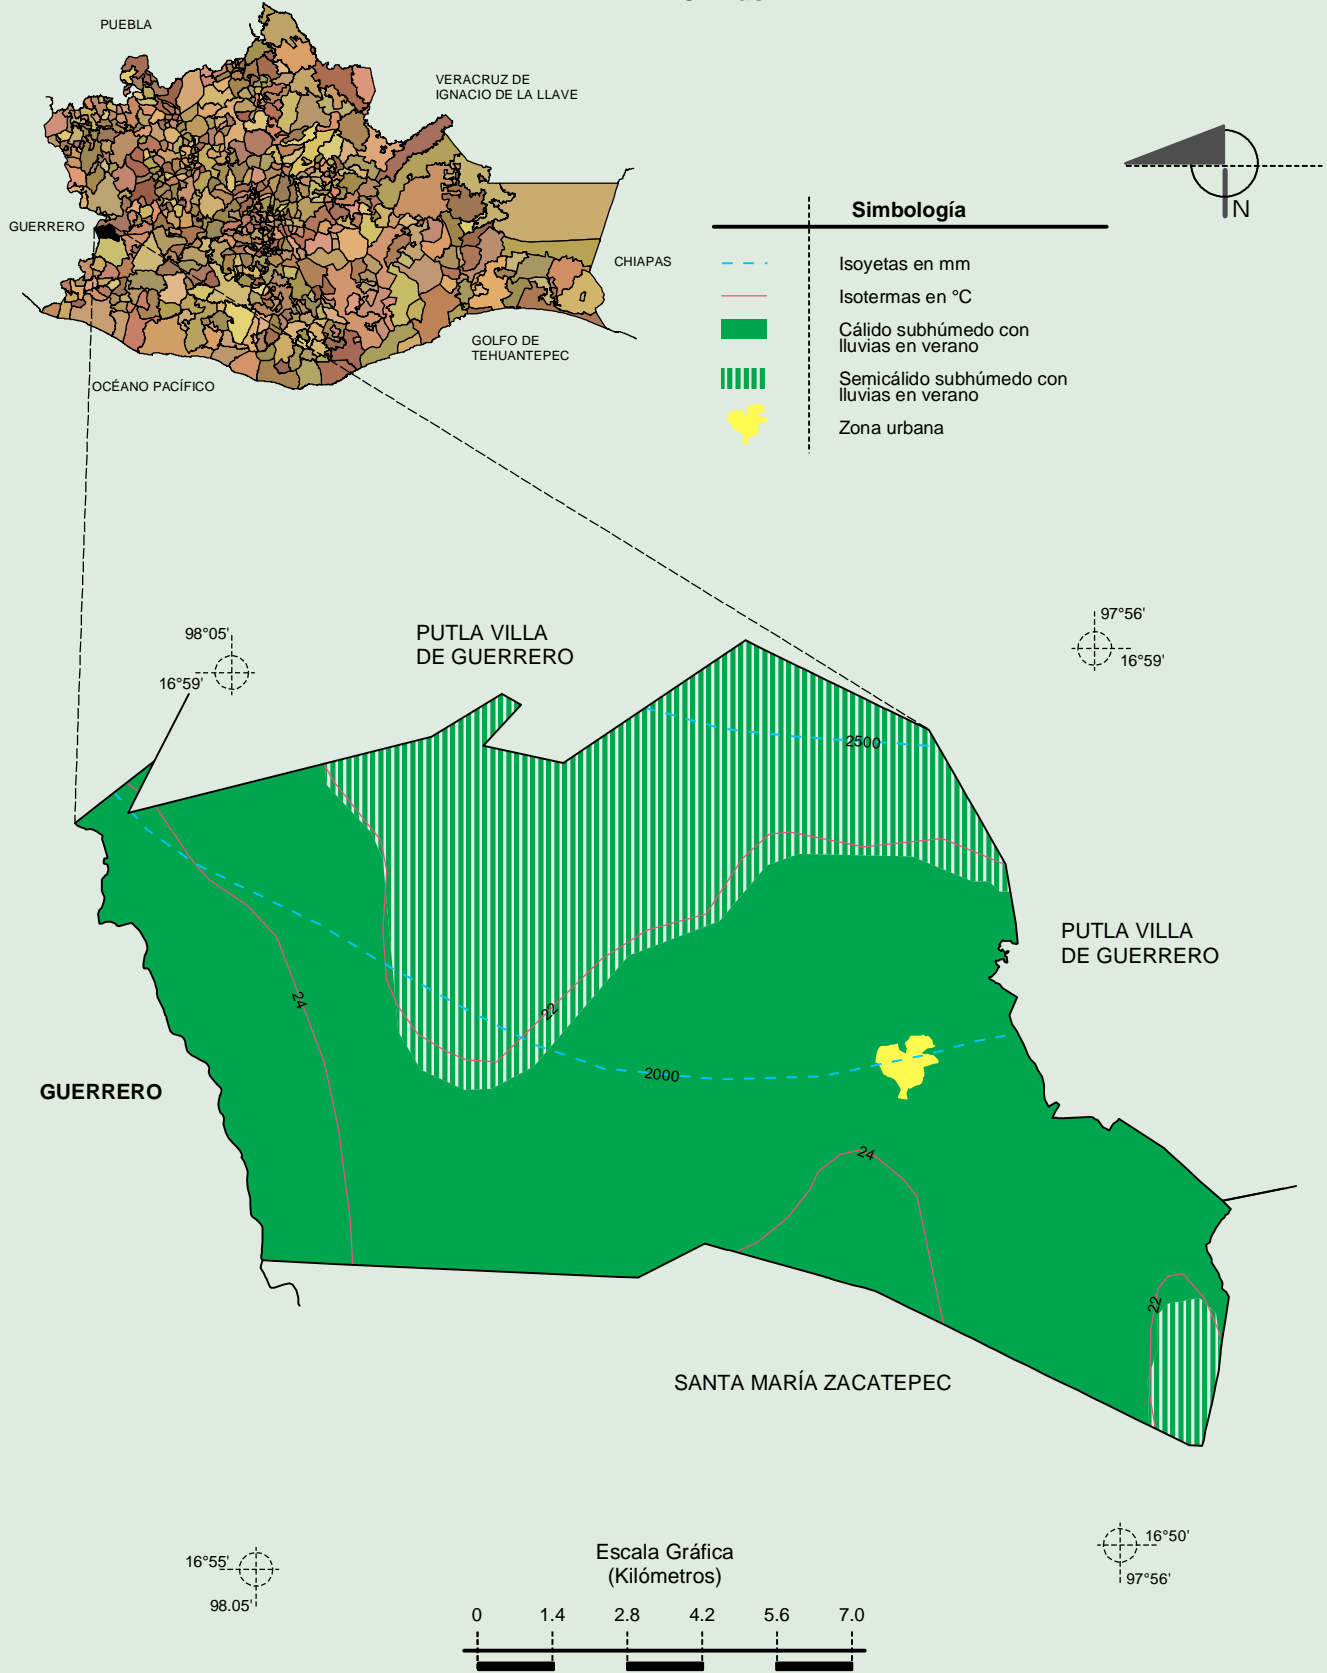 PUEBLA
VERACRUZ DE
IGNACIO DE LA LLAVE
GUERRERO
CHIAPAS
GOLFO DE
TEHUANTEPEC
OCÉANO PACÍFICO
N
Simbología
Isoyetas en mm
Isotermas en °C
Cálido subhúmedo con
lluvias en verano
Semicálido subhúmedo con
lluvias en verano
Zona urbana
98°05'
16°59'
PUTLA VILLA
DE GUERRERO
97°56'
16°59'
2500
PUTLA VILLA
DE GUERRERO
24
22
2000
GUERRERO
24
22
SANTA MARÍA ZACATEPEC
16°55'
98.05'
Escala Gráfica
(Kilómetros)
0 1.4 2.8 4.2 5.6 7.0
16°50'
97°56'